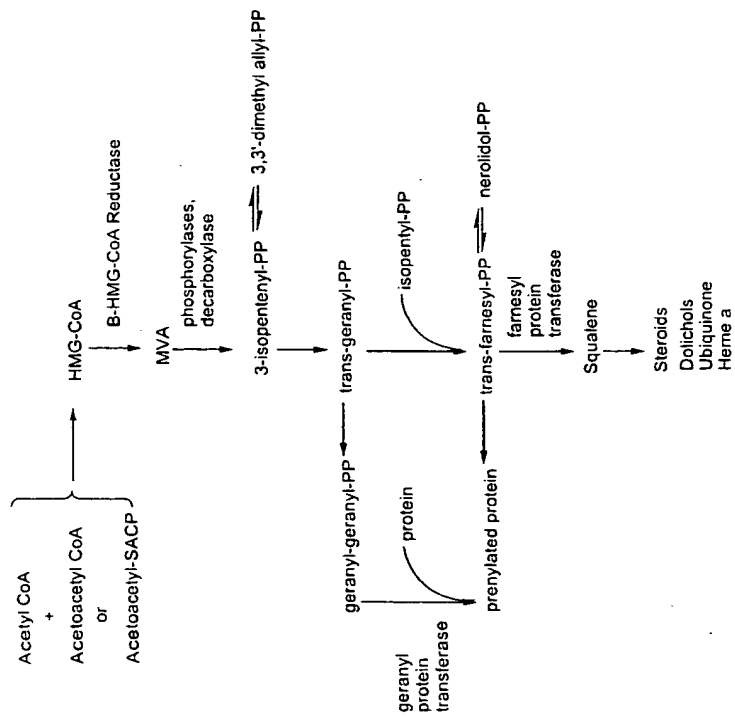 Acetyl CoA
+
Acetoacetyl CoA
or
Acetoacetyl-SACP
HMG-CoA
B-HMG-CoA Reductase
MVA
phosphorylases,
decarboxylase
3-isopentenyl-PP
3,3'-dimethyl allyl-PP
geranyl-geranyl-PP
trans-geranyl-PP
geranyl
protein
transferase
protein
isopentyl-PP
prenylated protein
trans-farnesyl-PP
nerolidol-PP
farnesyl
protein
transferase
Squalene
Steroids
Dolichols
Ubiquinone
Heme a